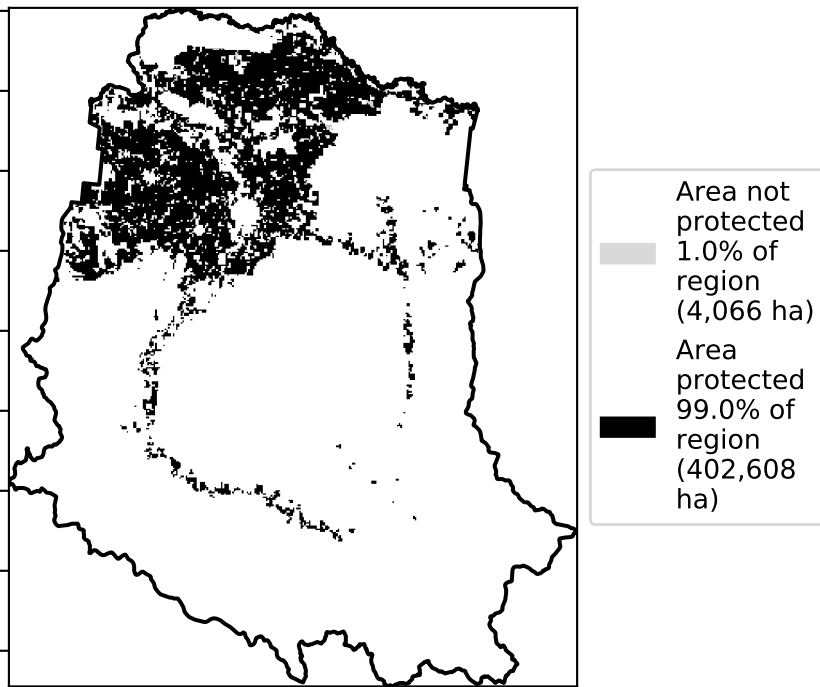 Area not
protected
1.0% of
region
(4,066 ha)
Area
protected
99.0% of
region
(402,608
ha)